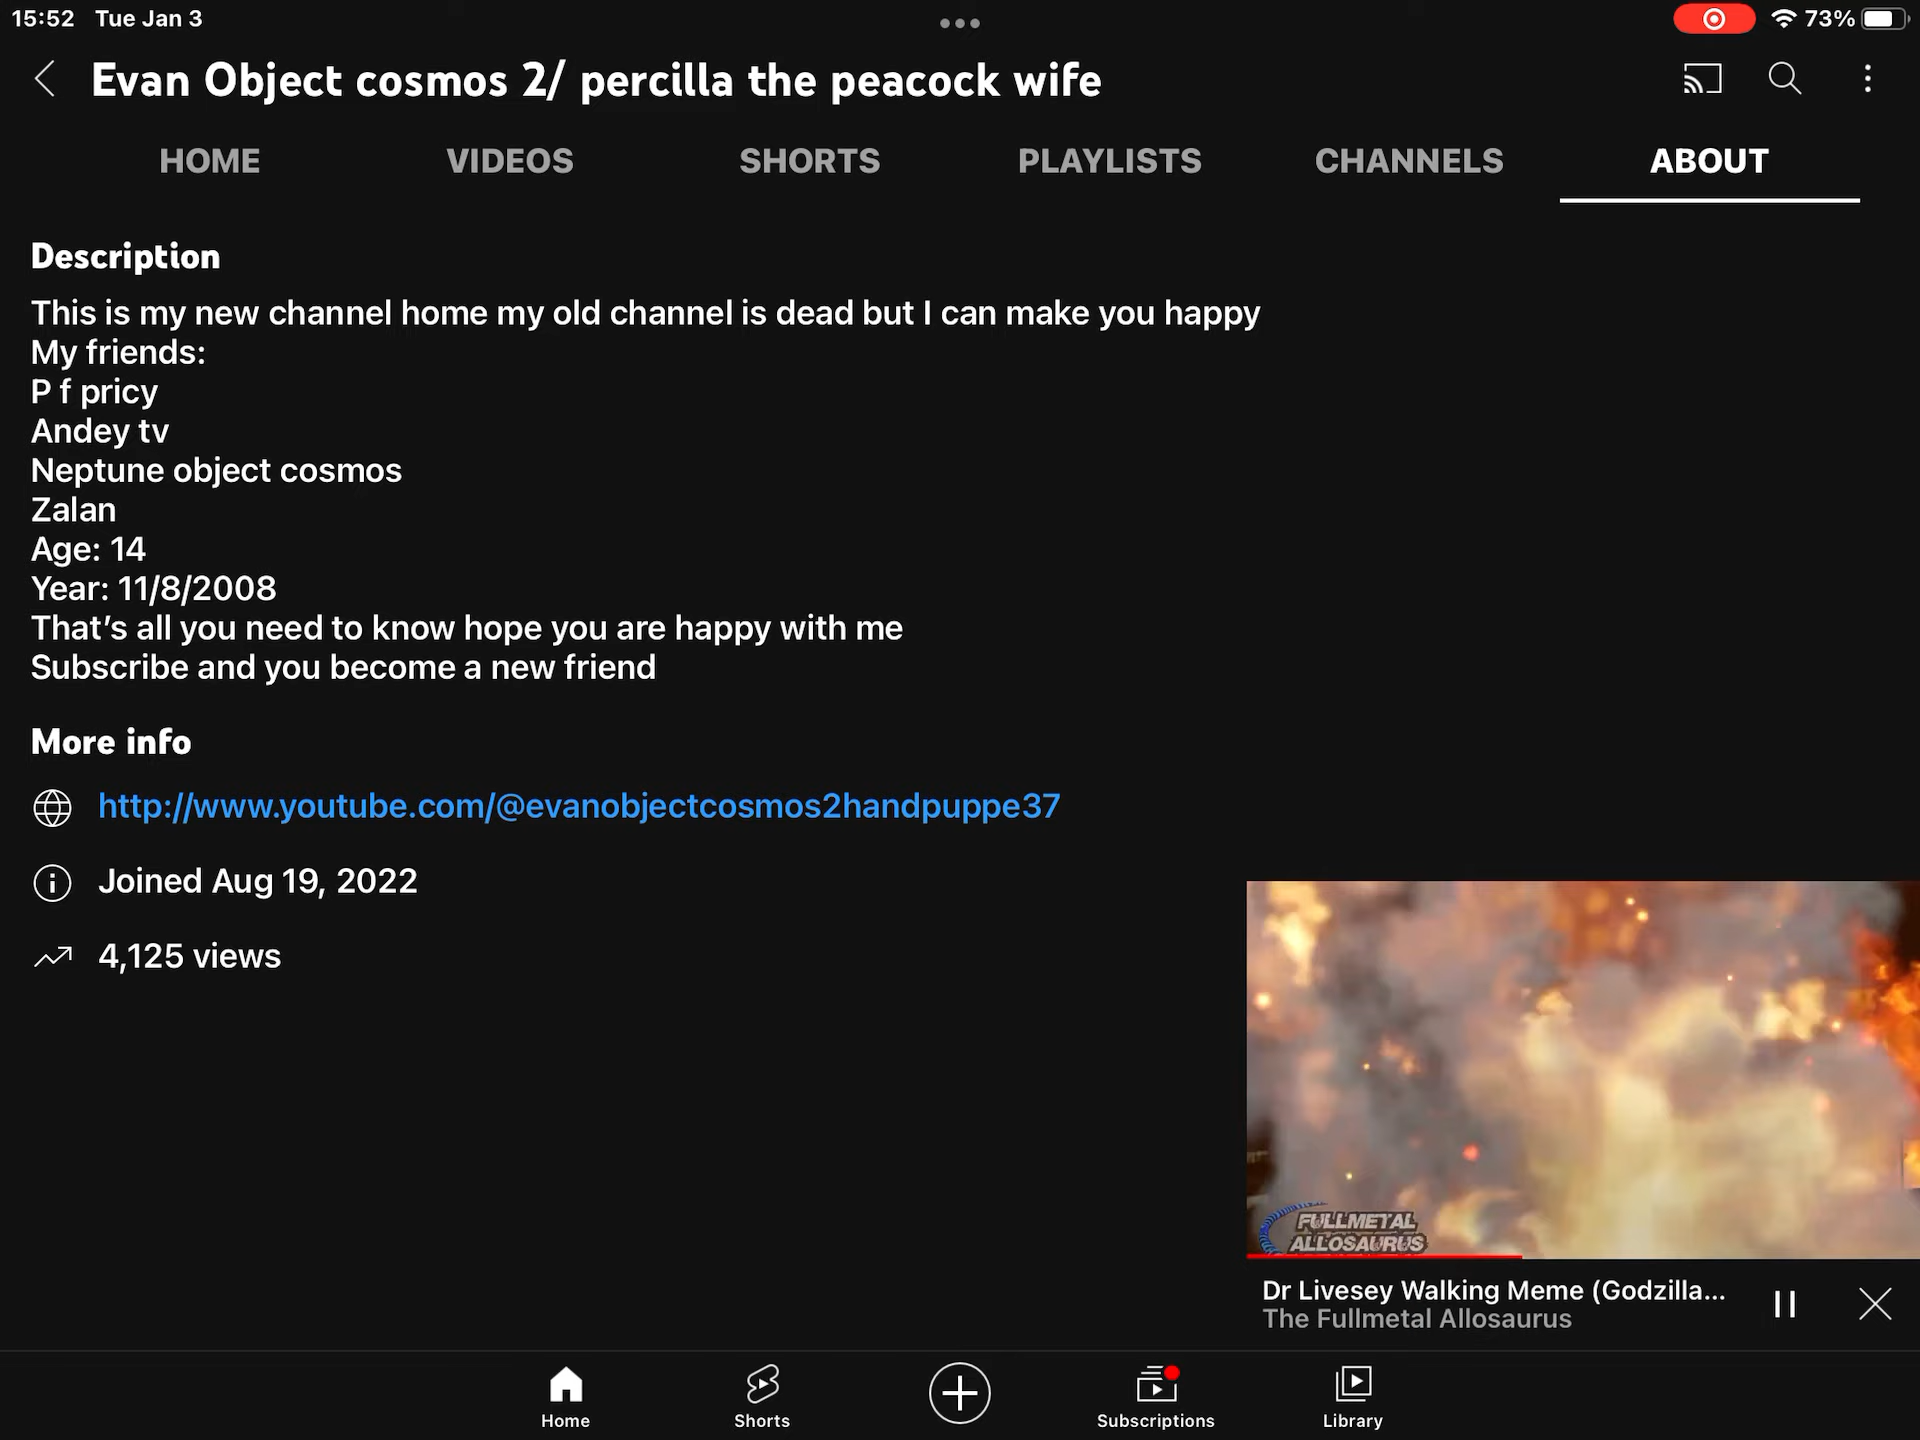 15:52 Tue Jan 3
73%
Evan Object cosmos 2/ percilla the peacock wife
HOME VIDEOS SHORTS PLAYLISTS CHANNELS ABOUT
Description
This is my new channel home my old channel is dead but I can make you happy
My friends:
P f pricy
Andey tv
Neptune object cosmos
Zalan
Age: 14
Year: 11/8/2008
That’s all you need to know hope you are happy with me
Subscribe and you become a new friend
More info
http://www.youtube.com/@evanobjectcosmos2handpuppe37
Joined Aug 19, 2022
4,125 views
FULLMETAL
ALLOSAURUS
Dr Livesey Walking Meme (Godzilla...
The Fullmetal Allosaurus
Home Shorts Subscriptions Library